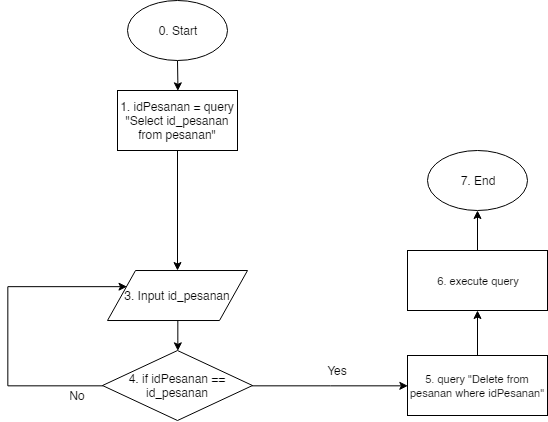 0. Start
1. idPesanan = query
"Select id_pesanan
from pesanan"
3. Input id_pesanan
4. if idPesanan ==
id_pesanan
No
Yes
5. query "Delete from
pesanan where idPesanan"
6. execute query
7. End